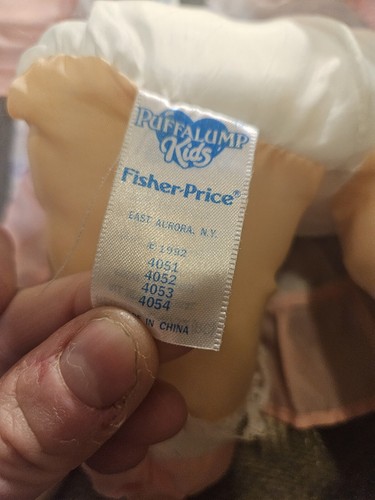 PUFFALUMP
Kids
Fisher-Price®
EAST AURORA, N.Y.
© 1992
4051
4052
4053
4054
IN CHINA